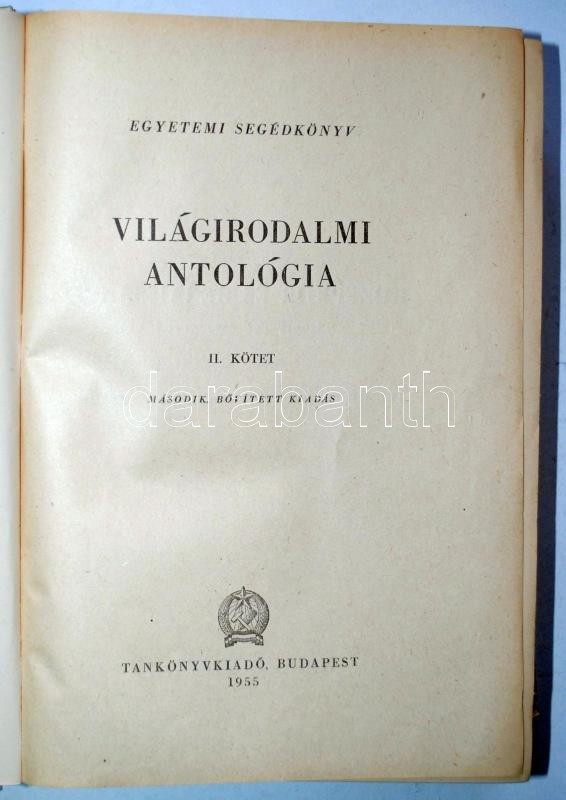 EGYETEMI SEGÉDKÖNYV
VILÁGIRODALMI
ANTOLÓGIA
II. KÖTET
darabanth
MÁSODIK, BŐVÍTETT KIADÁS
TANKÖNYVKIADÓ, BUDAPEST
1955